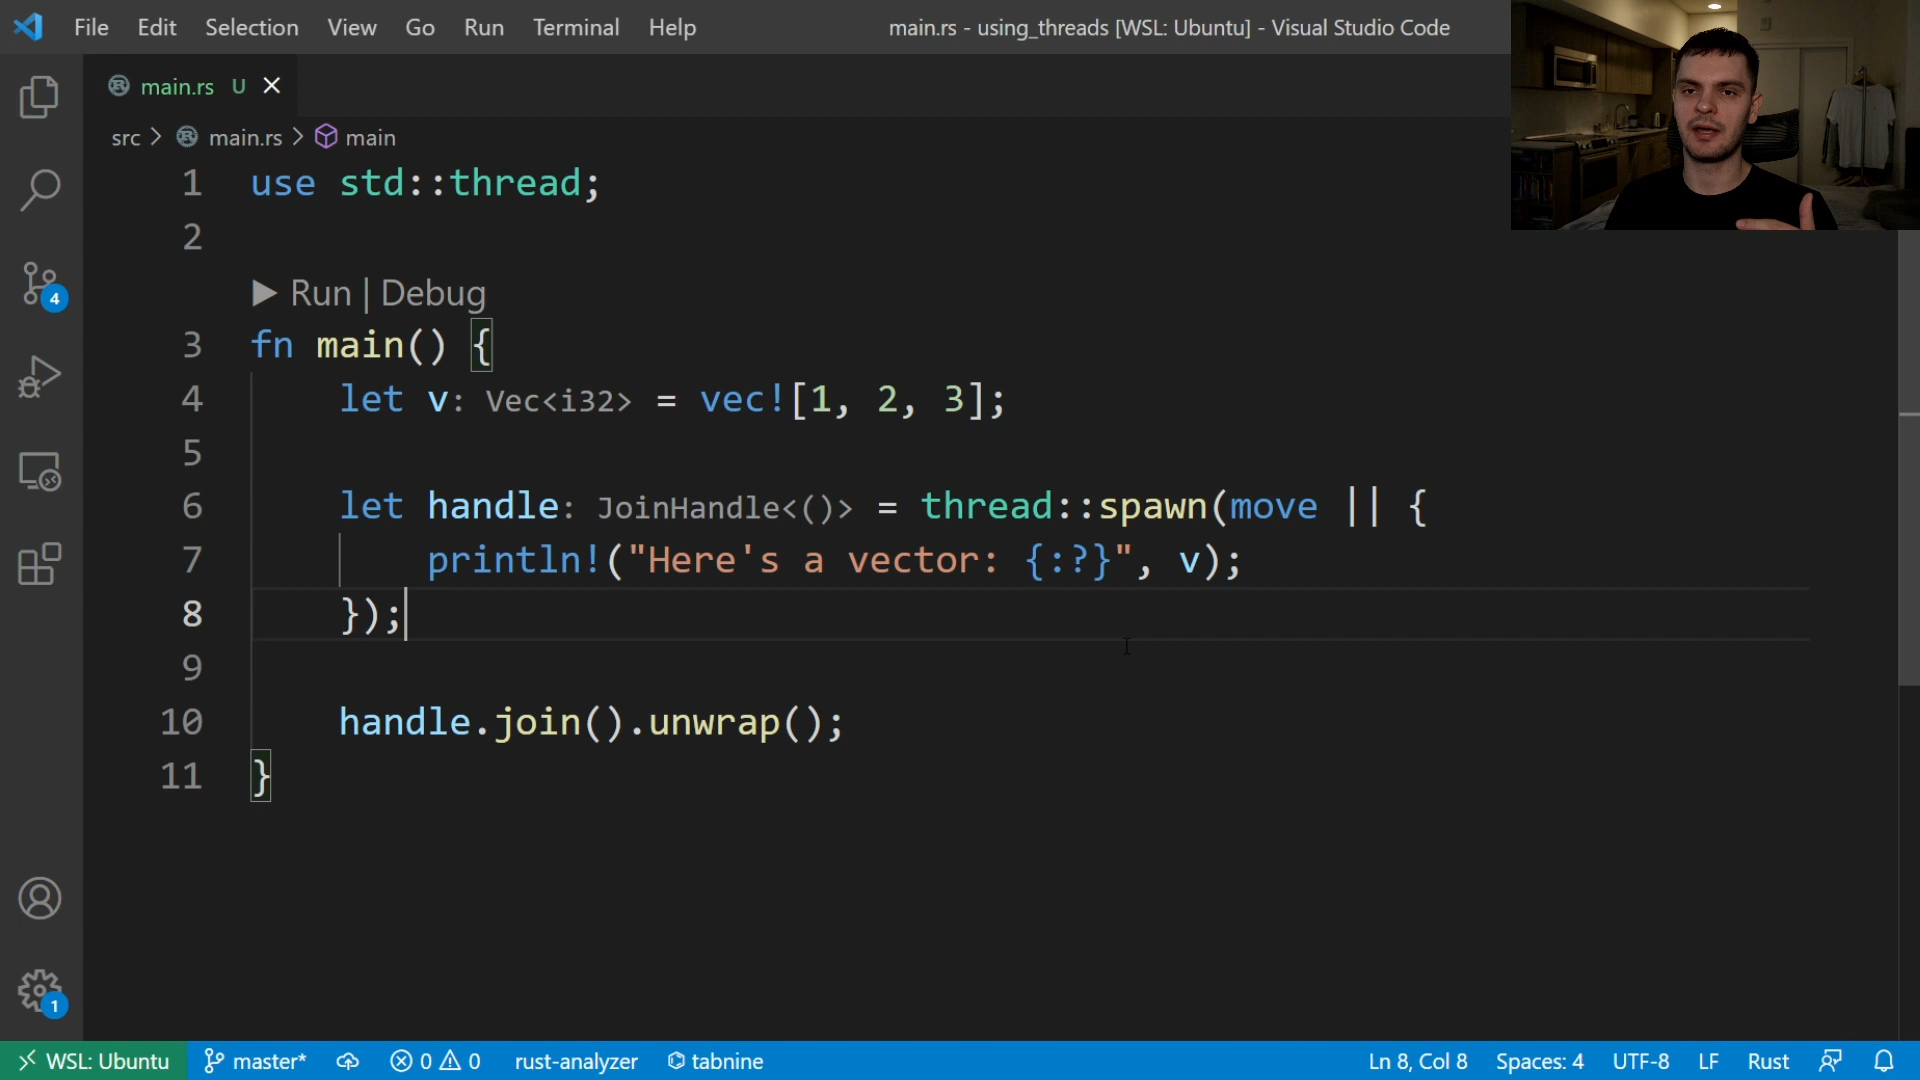 File Edit Selection View Go Run Terminal Help main.rs - using_threads [WSL: Ubuntu] - Visual Studio Code
main.rs U
src > main.rs > main
1 use std::thread;
2
Run | Debug
3 fn main() {
4 let v: Vec<i32> = vec![1, 2, 3];
5
6 let handle: JoinHandle<()> = thread::spawn(move || {
7 println!("Here's a vector: {:?}", v);
8 });
9
10 handle.join().unwrap();
11 }
4
1
WSL: Ubuntu master* 0 0 rust-analyzer tabnine Ln 8, Col 8 Spaces: 4 UTF-8 LF Rust